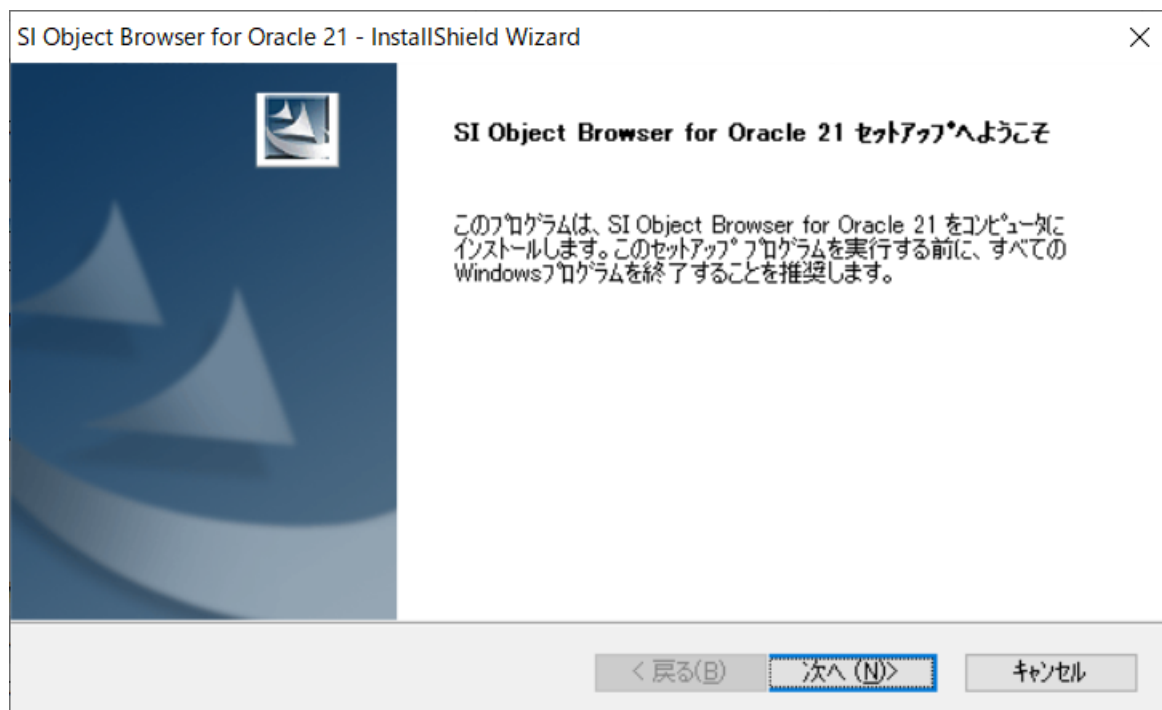 SI Object Browser for Oracle 21 - InstallShield Wizard
SI Object Browser for Oracle 21 ｾｯﾄｱｯﾌﾟへようこそ
このﾌﾟﾛｸﾞﾗﾑは、SI Object Browser for Oracle 21 をｺﾝﾋﾟｭｰﾀに
ｲﾝｽﾄｰﾙします。このｾｯﾄｱｯﾌﾟ ﾌﾟﾛｸﾞﾗﾑを実行する前に、すべての
Windowsﾌﾟﾛｸﾞﾗﾑを終了することを推奨します。
< 戻る(B)
次へ (N)>
ｷｬﾝｾﾙ